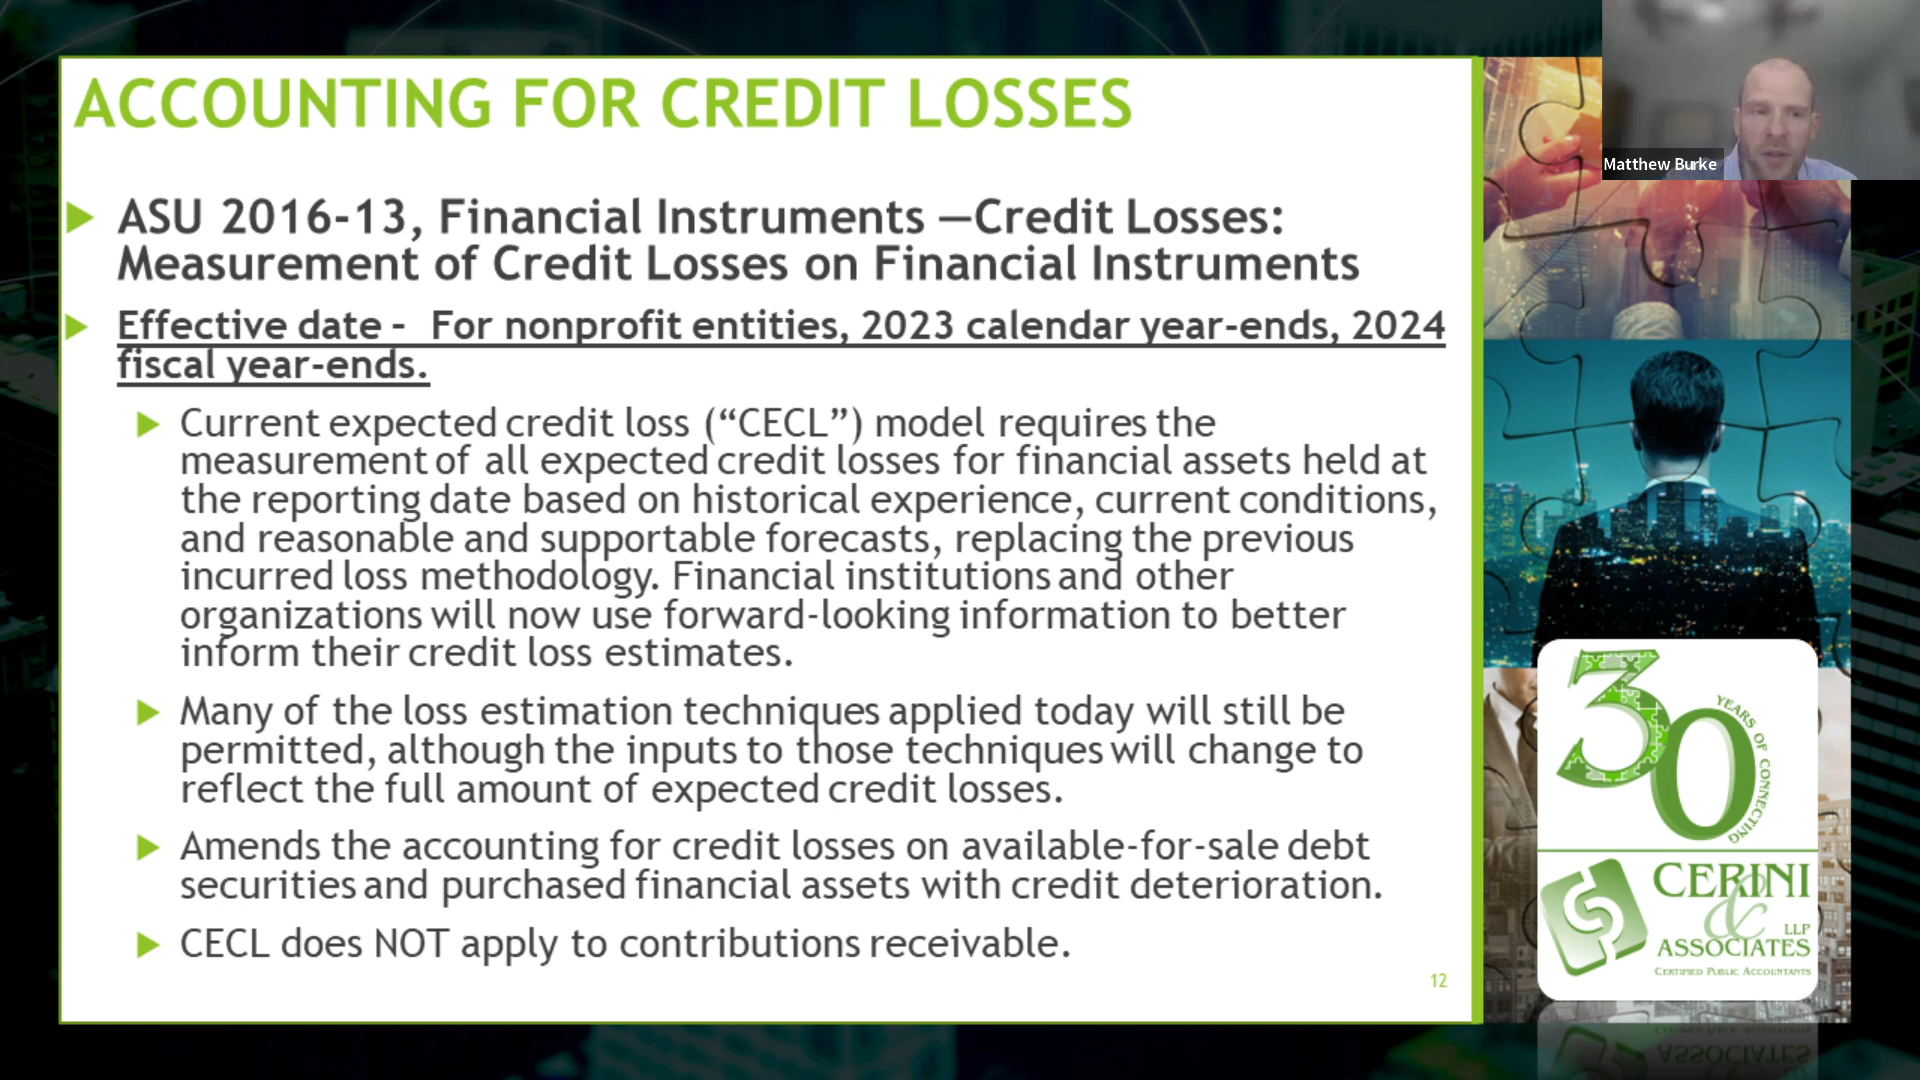 ACCOUNTING FOR CREDIT LOSSES
ASU 2016-13, Financial Instruments —Credit Losses:
Measurement of Credit Losses on Financial Instruments
Effective date - For nonprofit entities, 2023 calendar year-ends, 2024
fiscal year-ends.
Current expected credit loss (“CECL”) model requires the
measurement of all expected credit losses for financial assets held at
the reporting date based on historical experience, current conditions,
and reasonable and supportable forecasts, replacing the previous
incurred loss methodology. Financial institutions and other
organizations will now use forward-looking information to better
inform their credit loss estimates.
Many of the loss estimation techniques applied today will still be
permitted, although the inputs to those techniques will change to
reflect the full amount of expected credit losses.
Amends the accounting for credit losses on available-for-sale debt
securities and purchased financial assets with credit deterioration.
CECL does NOT apply to contributions receivable.
12
Matthew Burke
30
YEARS OF CONNECTING
CERINI
&
LLP
ASSOCIATES
CERTIFIED PUBLIC ACCOUNTANTS